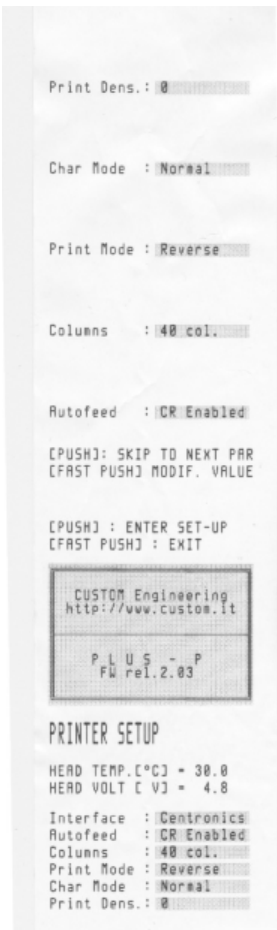 Print Dens.: 0
Char Mode : Normal
Print Mode : Reverse
Columns : 40 col.
Autofeed : CR Enabled
[PUSH]: SKIP TO NEXT PAR
[FAST PUSH] MODIF. VALUE
[PUSH] : ENTER SET-UP
[FAST PUSH] : EXIT
CUSTOM Engineering
http://www.custom.it
P L U S - P
FW rel.2.03
PRINTER SETUP
HEAD TEMP.[°C] = 30.0
HEAD VOLT [ V] = 4.8
Interface : Centronics
Autofeed : CR Enabled
Columns : 40 col.
Print Mode : Reverse
Char Mode : Normal
Print Dens.: 0